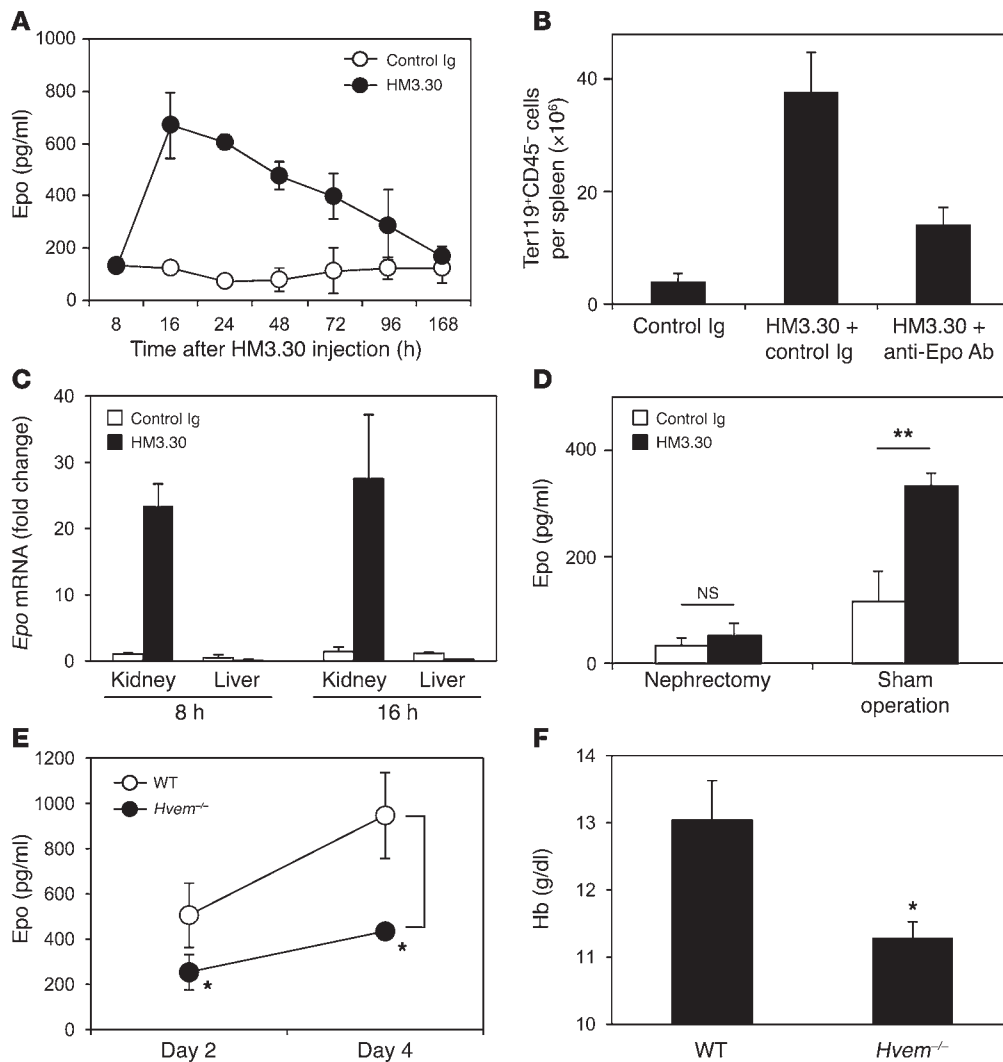 A
1000
800
600
400
200
0
Epo (pg/ml)
Control Ig
HM3.30
8 16 24 48 72 96 168
Time after HM3.30 injection (h)
B
40
20
0
Ter119⁺CD45⁻ cells
per spleen (×10⁶)
Control Ig
HM3.30 +
control Ig
HM3.30 +
anti-Epo Ab
C
40
30
20
10
0
Epo mRNA (fold change)
Control Ig
HM3.30
Kidney Liver Kidney Liver
8 h 16 h
D
400
200
0
Epo (pg/ml)
Control Ig
HM3.30
NS
**
Nephrectomy
Sham
operation
E
1200
1000
800
600
400
200
0
Epo (pg/ml)
WT
Hvem⁻/⁻
*
*
Day 2 Day 4
F
14
13
12
11
10
Hb (g/dl)
*
WT Hvem⁻/⁻